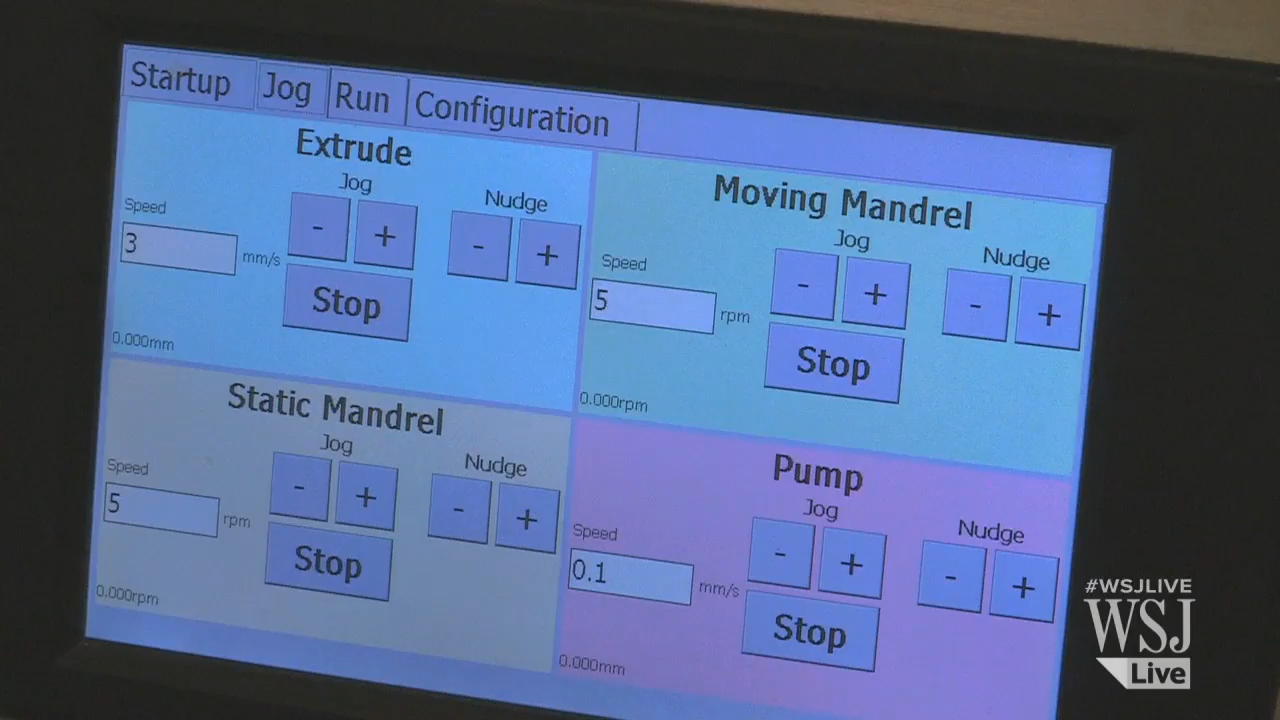 Startup Jog Run Configuration
Extrude
Jog
Nudge
Speed
- + - +
3 mm/s
Stop
0.000mm
Moving Mandrel
Jog
Nudge
Speed
- + - +
5 rpm
Stop
0.000rpm
Static Mandrel
Jog
Nudge
Speed
- + - +
5 rpm
Stop
0.000rpm
Pump
Jog
Nudge
Speed
- + - +
0.1 mm/s
Stop
0.000mm
#WSJLIVE
WSJ
Live